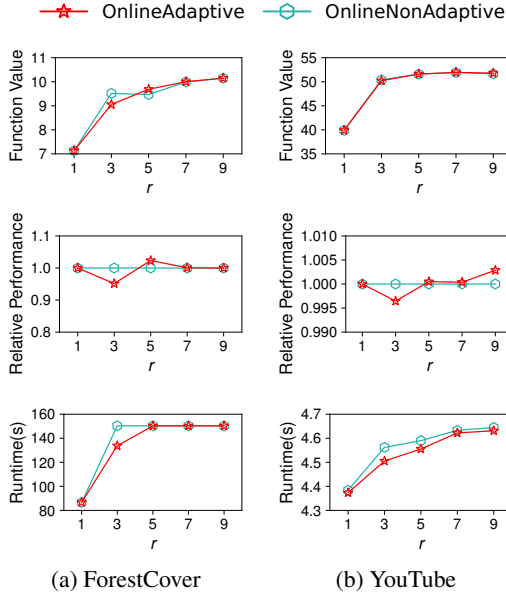 OnlineAdaptive OnlineNonAdaptive
Function Value
11
10
9
8
7
1 3 5 7 9
r
Function Value
55
50
45
40
35
1 3 5 7 9
r
Relative Performance
1.1
1.0
0.9
0.8
1 3 5 7 9
r
Relative Performance
1.010
1.005
1.000
0.995
0.990
1 3 5 7 9
r
Runtime(s)
160
140
120
100
80
1 3 5 7 9
r
Runtime(s)
4.7
4.6
4.5
4.4
4.3
1 3 5 7 9
r
(a) ForestCover
(b) YouTube